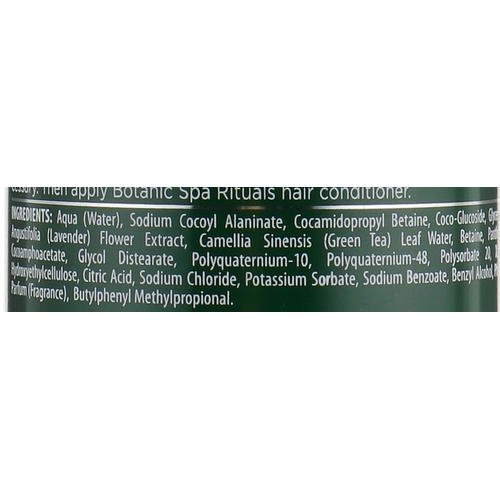 Then apply Botanic Spa Rituals hair conditioner.
INGREDIENTS: Aqua (Water), Sodium Cocoyl Alaninate, Cocamidopropyl Betaine, Coco-Glucoside,
Angustifolia (Lavender) Flower Extract, Camellia Sinensis (Green Tea) Leaf Water, Betaine,
Cocoamphoacetate, Glycol Distearate, Polyquaternium-10, Polyquaternium-48, Polysorbate 20,
Hydroxyethylcellulose, Citric Acid, Sodium Chloride, Potassium Sorbate, Sodium Benzoate, Benzyl Alcohol,
Parfum (Fragrance), Butylphenyl Methylpropional.